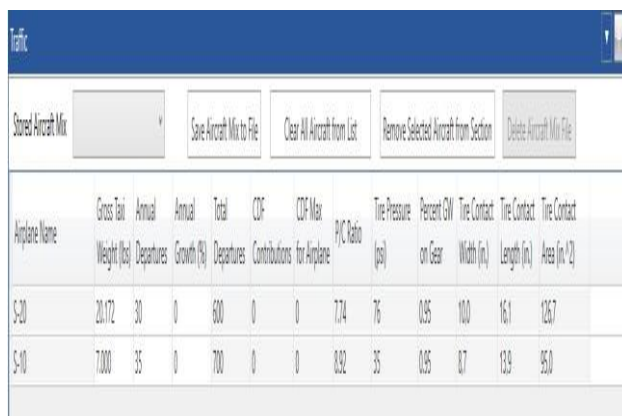 Traffic
Stored Aircraft Mix
Save Aircraft Mix to File
Clear All Aircraft from List
Remove Selected Aircraft from Section
Delete Aircraft Mix File
Airplane Name Gross Taxi Weight (lbs) Annual Departures Annual Growth (%) Total Departures CDF Contributions CDF Max for Airplane P/C Ratio Tire Pressure (psi) Percent GW on Gear Tire Contact Width (in.) Tire Contact Length (in.) Tire Contact Area (in.^2)
S-20 20.172 30 0 600 0 0 7.74 76 0.95 10,0 16,1 126,7
S-10 7.000 35 0 700 0 0 8.92 35 0.95 8,7 13,9 95,0